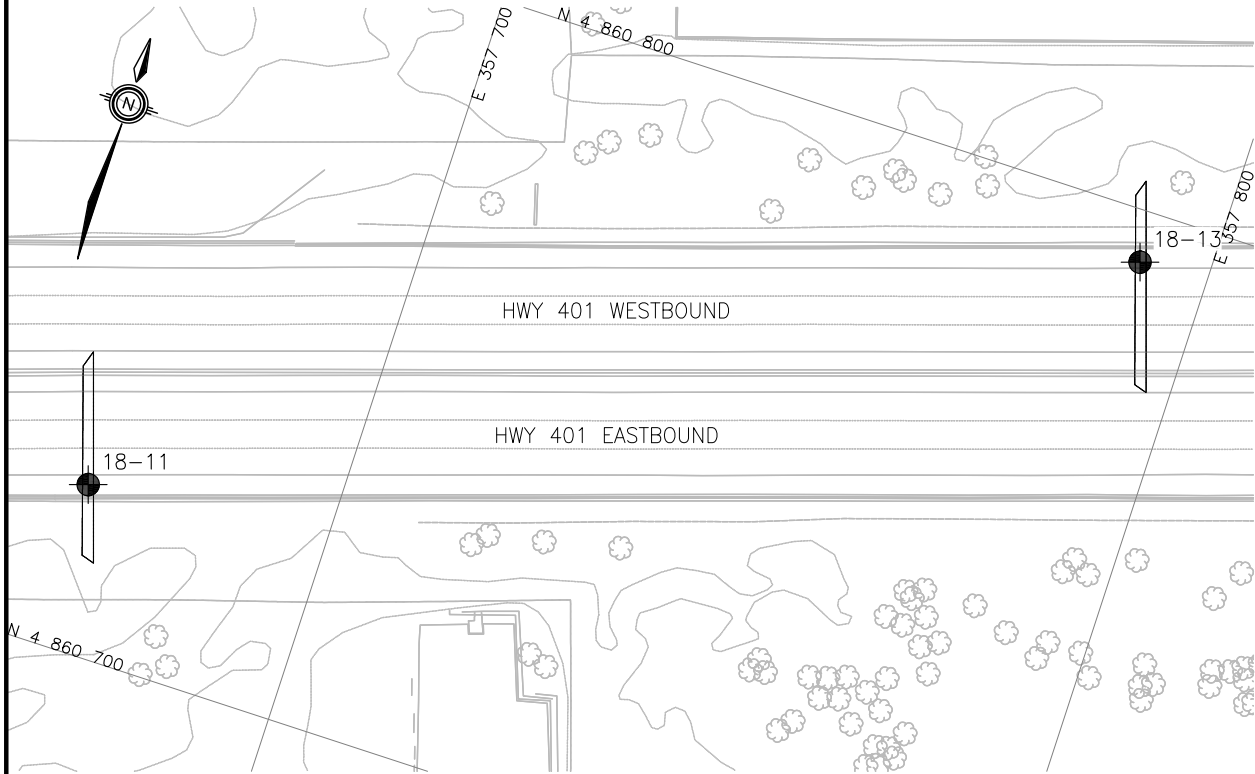 N 4 860 800
E 357 700
N
E 357 800
18-13
HWY 401 WESTBOUND
HWY 401 EASTBOUND
18-11
N 4 860 700